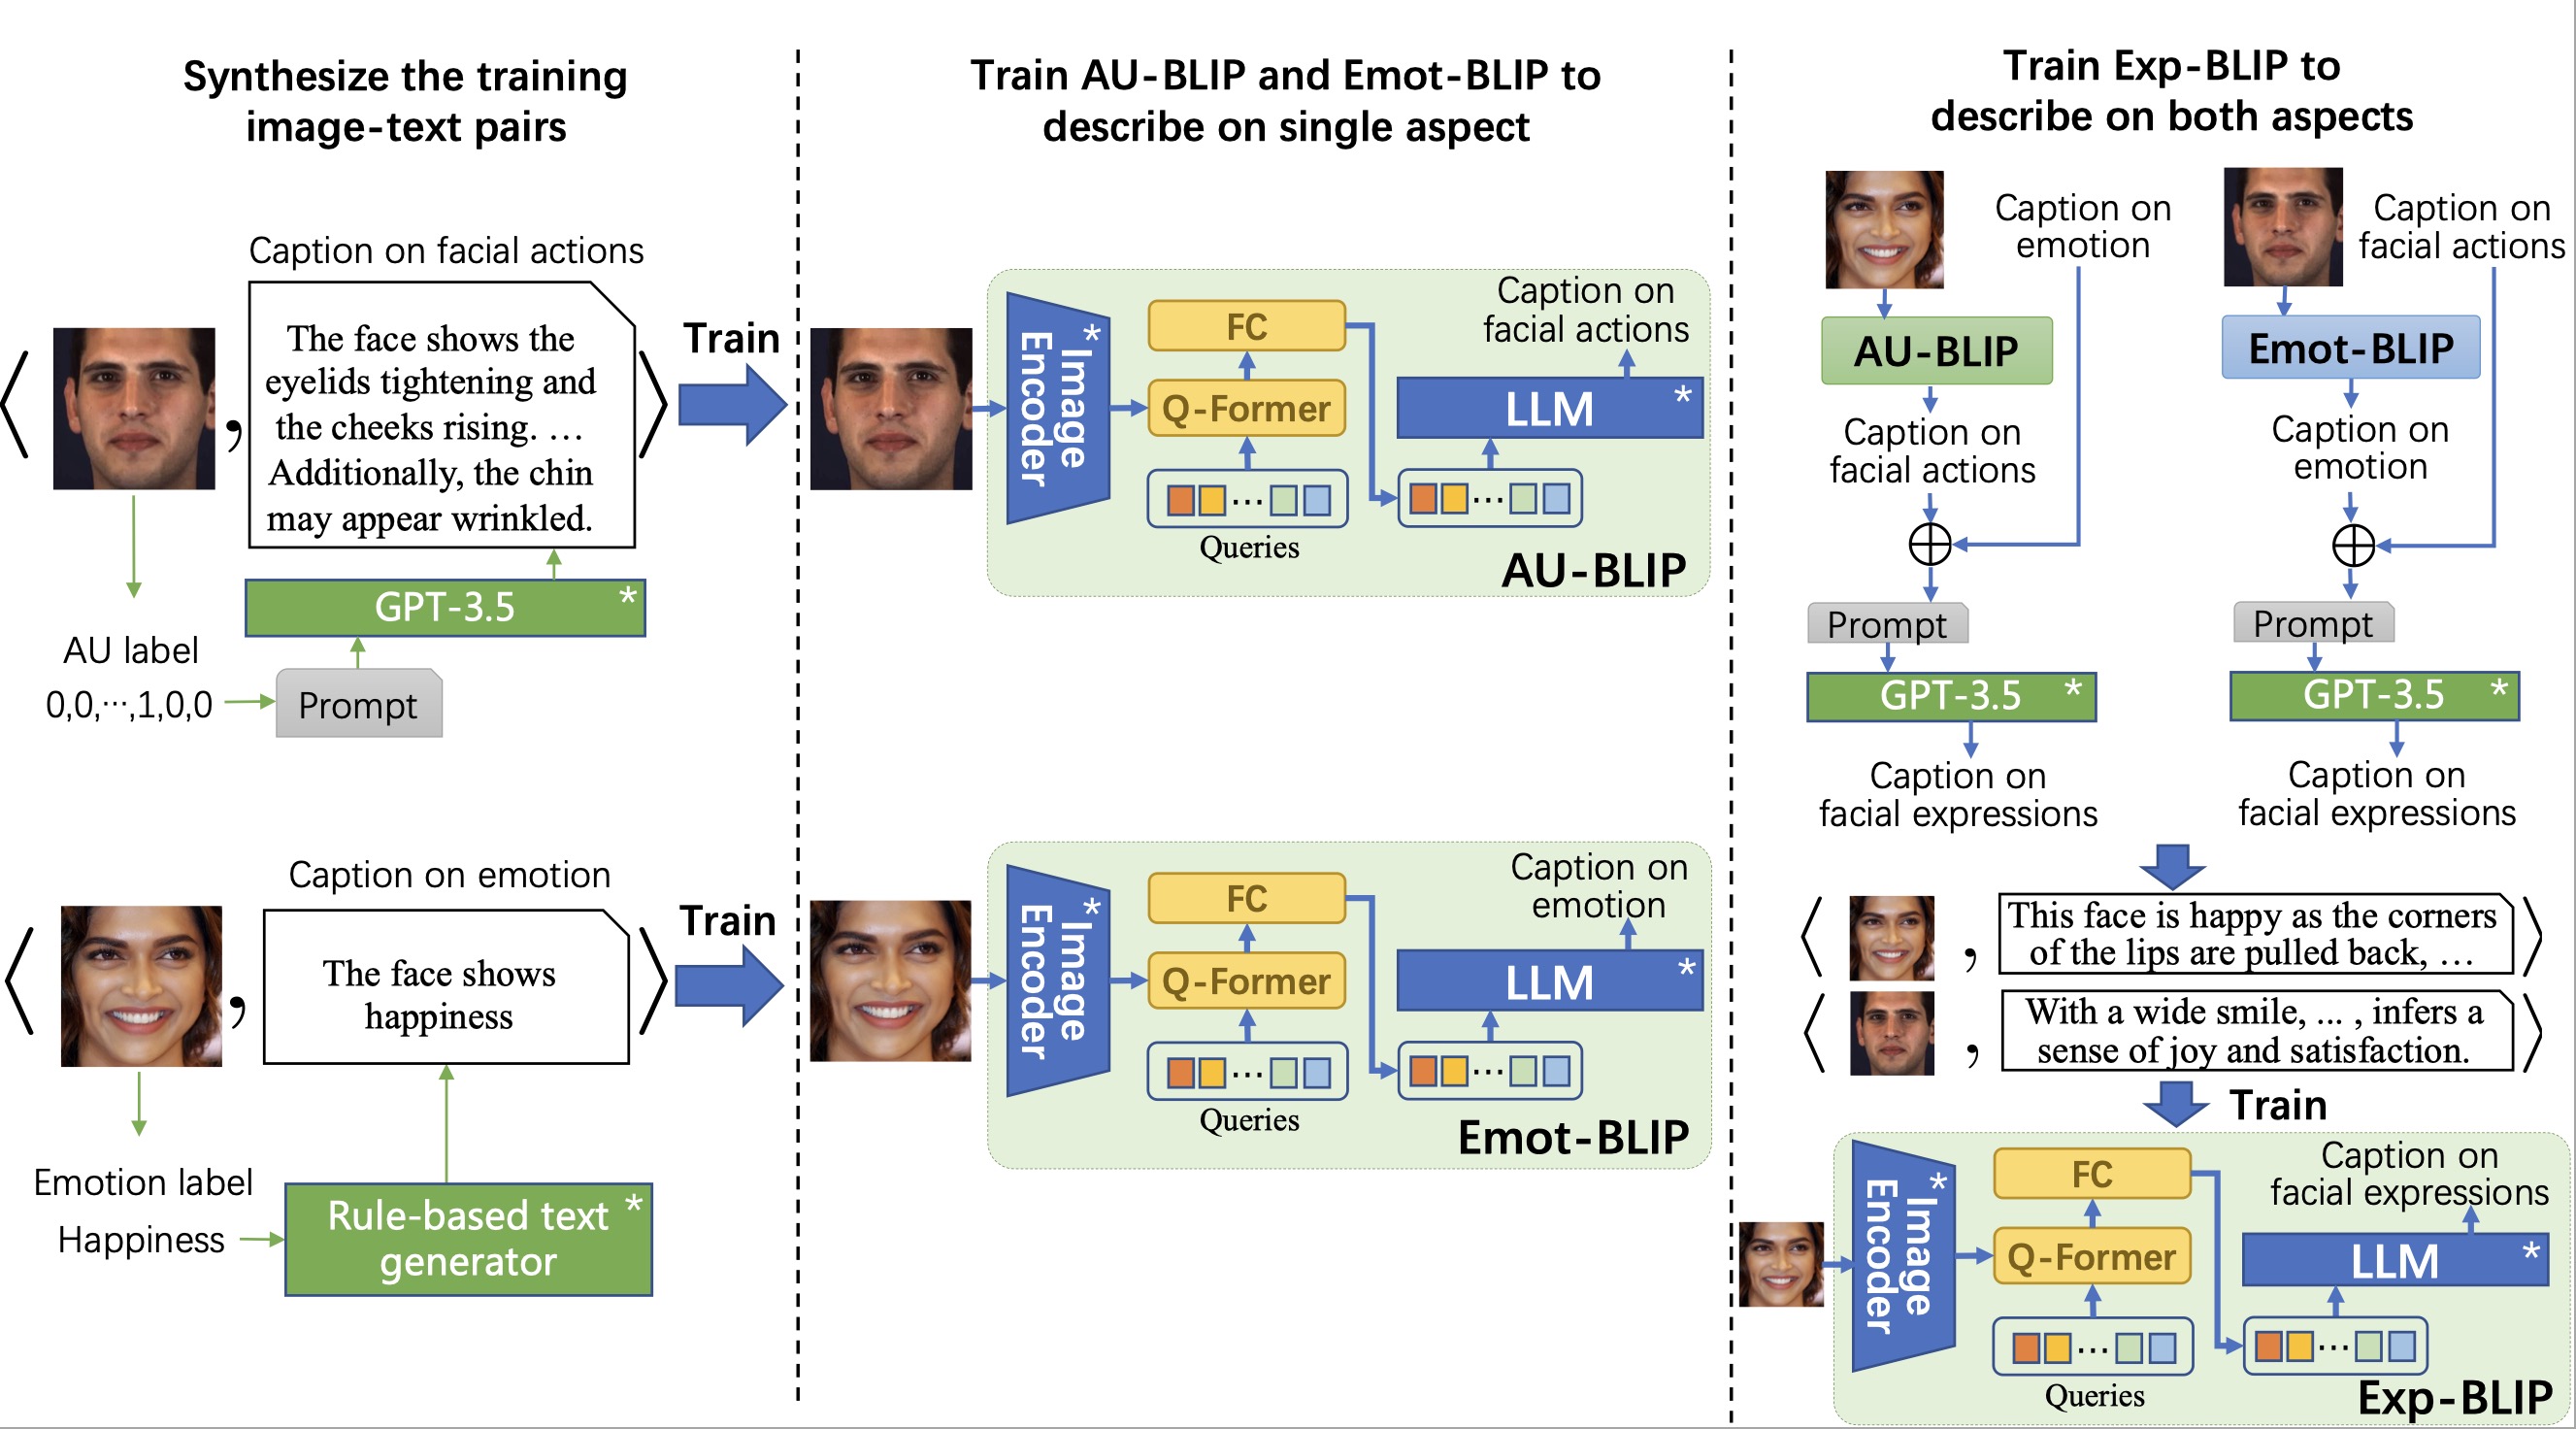 Synthesize the training
image-text pairs
Caption on facial actions
The face shows the
eyelids tightening and
the cheeks rising. …
Additionally, the chin
may appear wrinkled.
,
Train
GPT-3.5 *
AU label
0,0,···,1,0,0
Prompt
Caption on emotion
The face shows
happiness
,
Train
Emotion label
Happiness
Rule-based text *
generator
Train AU-BLIP and Emot-BLIP to
describe on single aspect
Image
Encoder
*
FC
Q-Former
···
Queries
Caption on
facial actions
LLM *
···
AU-BLIP
Image
Encoder
*
FC
Q-Former
···
Queries
Caption on
emotion
LLM *
···
Emot-BLIP
Train Exp-BLIP to
describe on both aspects
Caption on
emotion
AU-BLIP
Caption on
facial actions
Prompt
GPT-3.5 *
Caption on
facial expressions
Caption on
facial actions
Emot-BLIP
Caption on
emotion
Prompt
GPT-3.5 *
Caption on
facial expressions
,
This face is happy as the corners
of the lips are pulled back, …
,
With a wide smile, ... , infers a
sense of joy and satisfaction.
Train
Image
Encoder
*
FC
Q-Former
···
Queries
Caption on
facial expressions
LLM *
···
Exp-BLIP